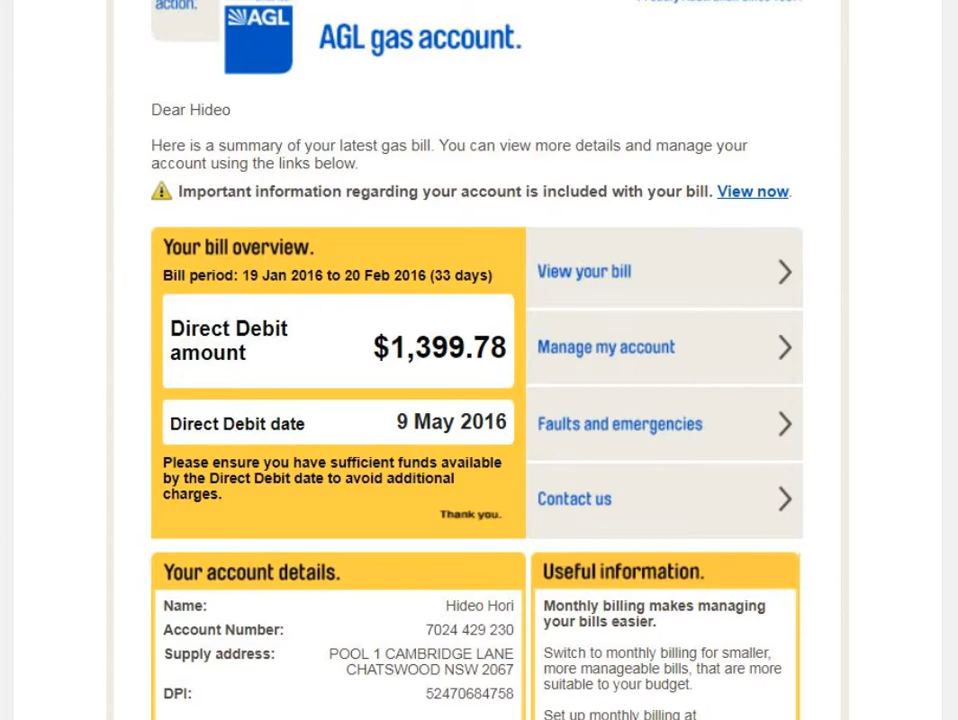 action.
AGL
AGL gas account.
Dear Hideo
Here is a summary of your latest gas bill. You can view more details and manage your
account using the links below.
Important information regarding your account is included with your bill. View now.
Your bill overview.
Bill period: 19 Jan 2016 to 20 Feb 2016 (33 days)
Direct Debit
amount
$1,399.78
Direct Debit date
9 May 2016
Please ensure you have sufficient funds available
by the Direct Debit date to avoid additional
charges.
Thank you.
View your bill
Manage my account
Faults and emergencies
Contact us
Your account details.
Name: Hideo Hori
Account Number: 7024 429 230
Supply address: POOL 1 CAMBRIDGE LANE
CHATSWOOD NSW 2067
DPI: 52470684758
Useful information.
Monthly billing makes managing
your bills easier.
Switch to monthly billing for smaller,
more manageable bills, that are more
suitable to your budget.
Set up monthly billing at